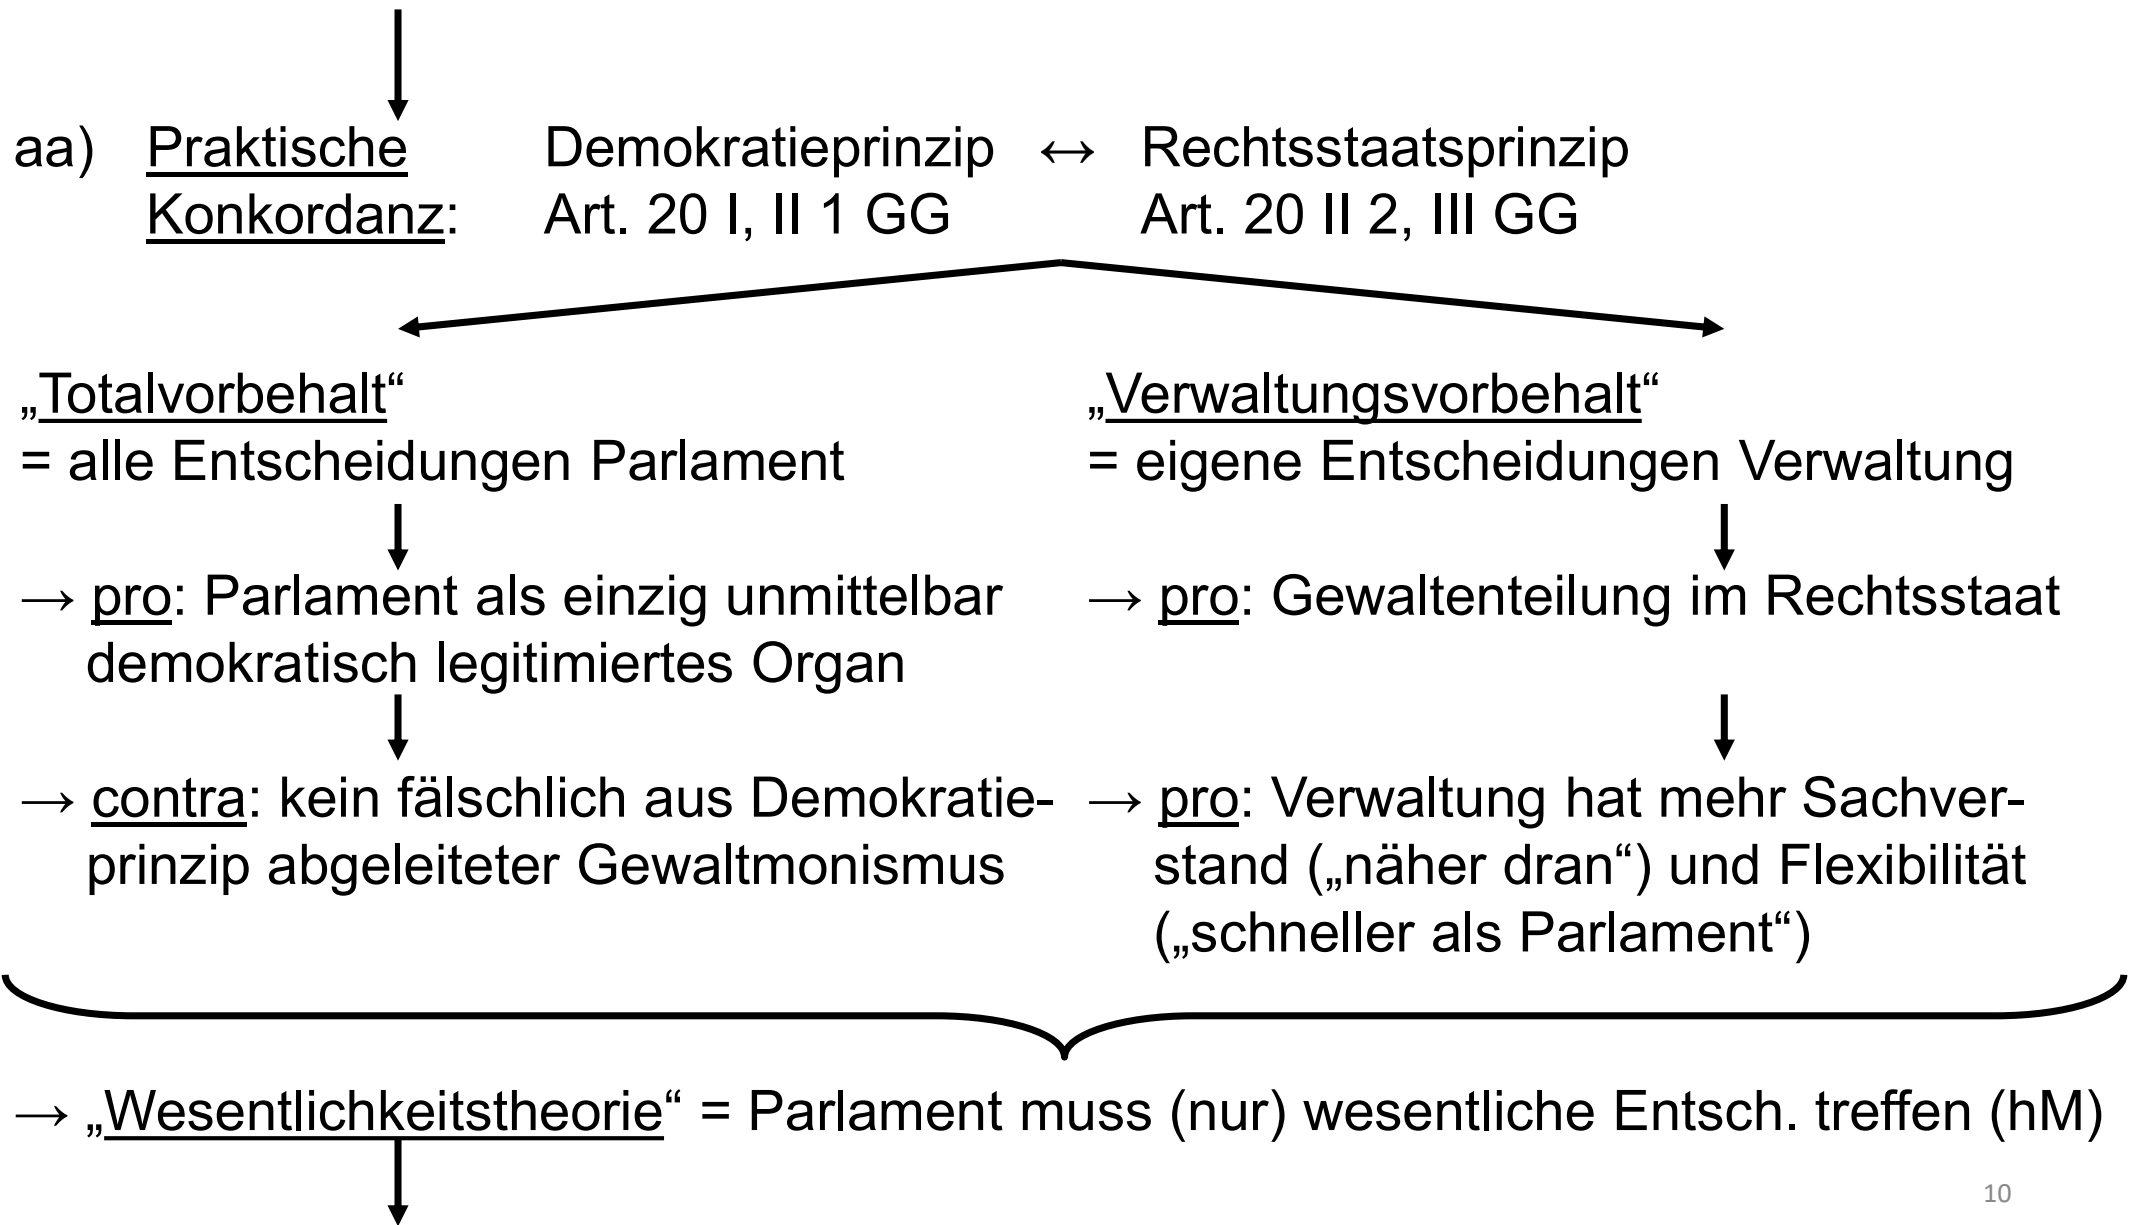 aa) Praktische Demokratieprinzip ↔ Rechtsstaatsprinzip
Konkordanz: Art. 20 I, II 1 GG Art. 20 II 2, III GG
„Totalvorbehalt“
= alle Entscheidungen Parlament
→ pro: Parlament als einzig unmittelbar
demokratisch legitimiertes Organ
→ contra: kein fälschlich aus Demokratie-
prinzip abgeleiteter Gewaltmonismus
„Verwaltungsvorbehalt“
= eigene Entscheidungen Verwaltung
→ pro: Gewaltenteilung im Rechtsstaat
→ pro: Verwaltung hat mehr Sachver-
stand („näher dran“) und Flexibilität
(„schneller als Parlament“)
→ „Wesentlichkeitstheorie“ = Parlament muss (nur) wesentliche Entsch. treffen (hM)
10